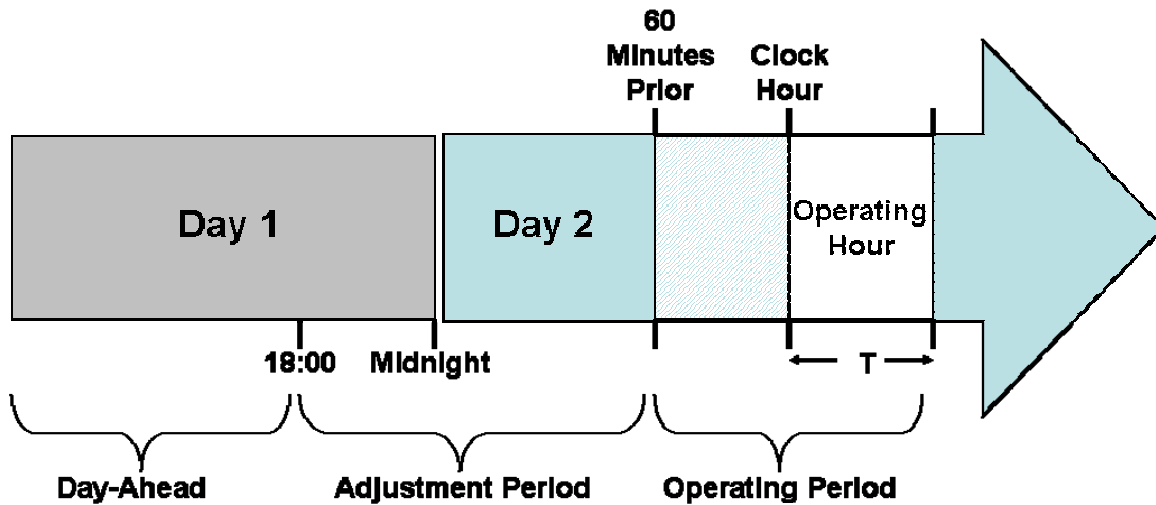 60
Minutes
Prior
Clock
Hour
Day 1
Day 2
Operating
Hour
18:00
Midnight
T
Day-Ahead
Adjustment Period
Operating Period